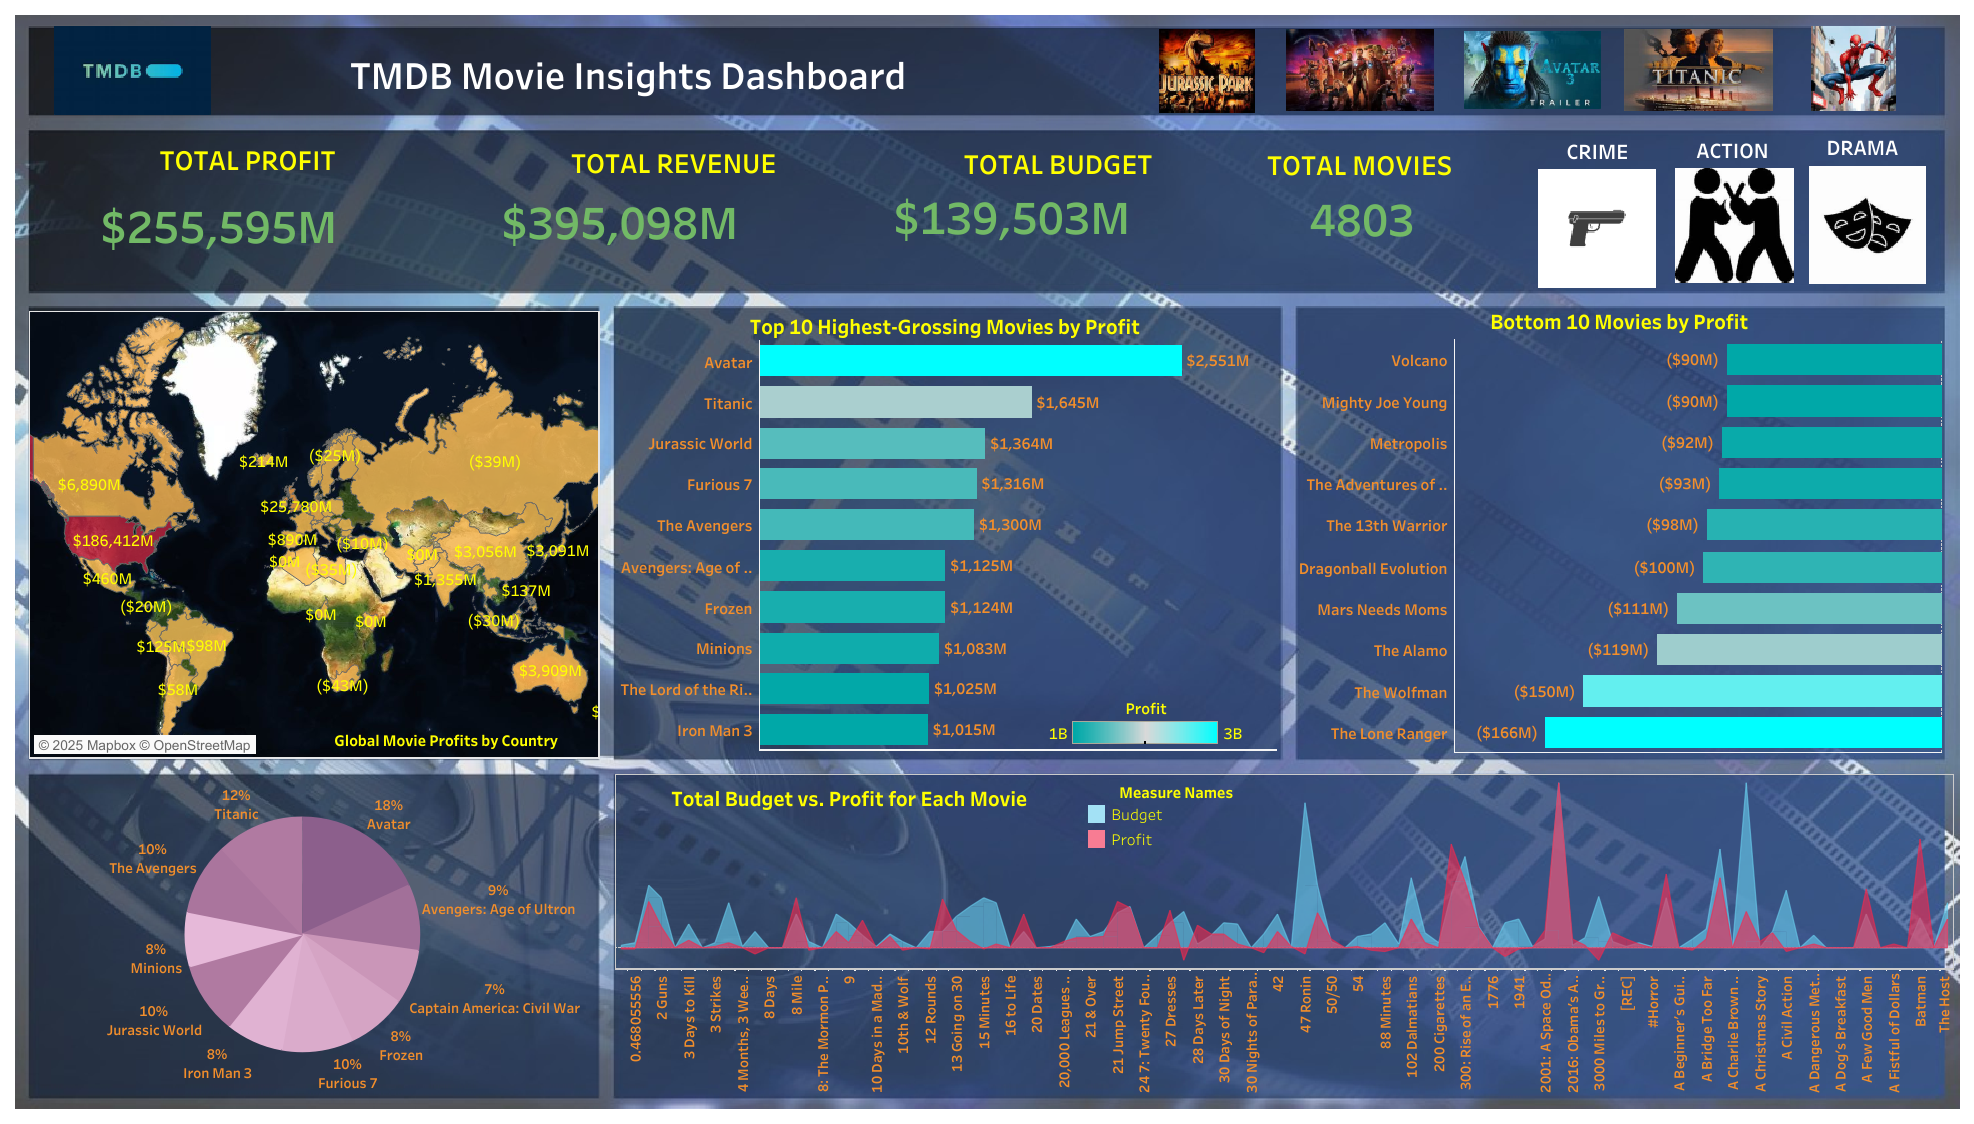 TMDB
TMDB Movie Insights Dashboard
JURASSIC PARK
AVATAR
3
TRAILER
TITANIC
TOTAL PROFIT
$255,595M
TOTAL REVENUE
$395,098M
TOTAL BUDGET
$139,503M
TOTAL MOVIES
4803
CRIME
ACTION
DRAMA
$214M
($25M)
($39M)
$6,890M
$25,780M
$186,412M
$890M
($10M)
$0M
$3,056M
$3,091M
$0M
($35M)
$460M
$1,355M
$137M
($20M)
$0M
$0M
($30M)
$125M
$98M
$3,909M
$58M
($43M)
$
© 2025 Mapbox © OpenStreetMap
Global Movie Profits by Country
Top 10 Highest-Grossing Movies by Profit
Avatar $2,551M
Titanic $1,645M
Jurassic World $1,364M
Furious 7 $1,316M
The Avengers $1,300M
Avengers: Age of .. $1,125M
Frozen $1,124M
Minions $1,083M
The Lord of the Ri.. $1,025M
Iron Man 3 $1,015M
Profit
1B 3B
Bottom 10 Movies by Profit
Volcano ($90M)
Mighty Joe Young ($90M)
Metropolis ($92M)
The Adventures of .. ($93M)
The 13th Warrior ($98M)
Dragonball Evolution ($100M)
Mars Needs Moms ($111M)
The Alamo ($119M)
The Wolfman ($150M)
The Lone Ranger ($166M)
12%
Titanic
18%
Avatar
10%
The Avengers
9%
Avengers: Age of Ultron
8%
Minions
7%
Captain America: Civil War
10%
Jurassic World
8%
Frozen
8%
Iron Man 3
10%
Furious 7
Total Budget vs. Profit for Each Movie
Measure Names
Budget
Profit
0.468055556
2 Guns
3 Days to Kill
3 Strikes
4 Months, 3 Wee..
8 Days
8 Mile
8: The Mormon P..
9
10 Days in a Mad..
10th & Wolf
12 Rounds
13 Going on 30
15 Minutes
16 to Life
20 Dates
20,000 Leagues ..
21 & Over
21 Jump Street
24 7: Twenty Fou..
27 Dresses
28 Days Later
30 Days of Night
30 Nights of Para..
42
47 Ronin
50/50
54
88 Minutes
102 Dalmatians
200 Cigarettes
300: Rise of an E..
1776
1941
2001: A Space Od..
2016: Obama's A..
3000 Miles to Gr..
[REC]
#Horror
A Beginner's Gui..
A Bridge Too Far
A Charlie Brown ..
A Christmas Story
A Civil Action
A Dangerous Met..
A Dog's Breakfast
A Few Good Men
A Fistful of Dollars
Batman
The Host